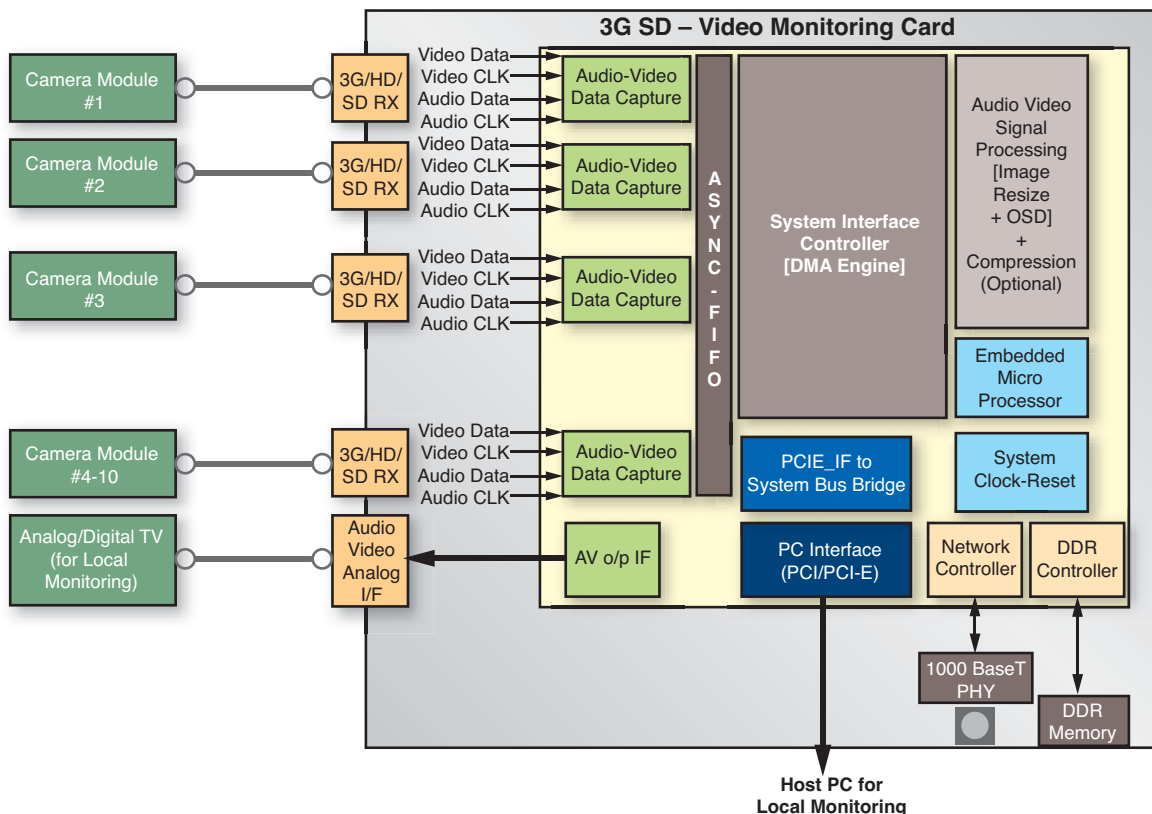 3G SD – Video Monitoring Card
Camera Module
#1
3G/HD/
SD RX
Video Data
Video CLK
Audio Data
Audio CLK
Audio-Video
Data Capture
Camera Module
#2
3G/HD/
SD RX
Video Data
Video CLK
Audio Data
Audio CLK
Audio-Video
Data Capture
Camera Module
#3
3G/HD/
SD RX
Video Data
Video CLK
Audio Data
Audio CLK
Audio-Video
Data Capture
Camera Module
#4-10
3G/HD/
SD RX
Video Data
Video CLK
Audio Data
Audio CLK
Audio-Video
Data Capture
Analog/Digital TV
(for Local
Monitoring)
Audio
Video
Analog
I/F
AV o/p IF
A
S
Y
N
C
-
F
I
F
O
System Interface
Controller
[DMA Engine]
Audio Video
Signal
Processing
[Image
Resize
+ OSD]
+
Compression
(Optional)
Embedded
Micro
Processor
PCIE_IF to
System Bus Bridge
System
Clock-Reset
PC Interface
(PCI/PCI-E)
Network
Controller
DDR
Controller
1000 BaseT
PHY
DDR
Memory
Host PC for
Local Monitoring